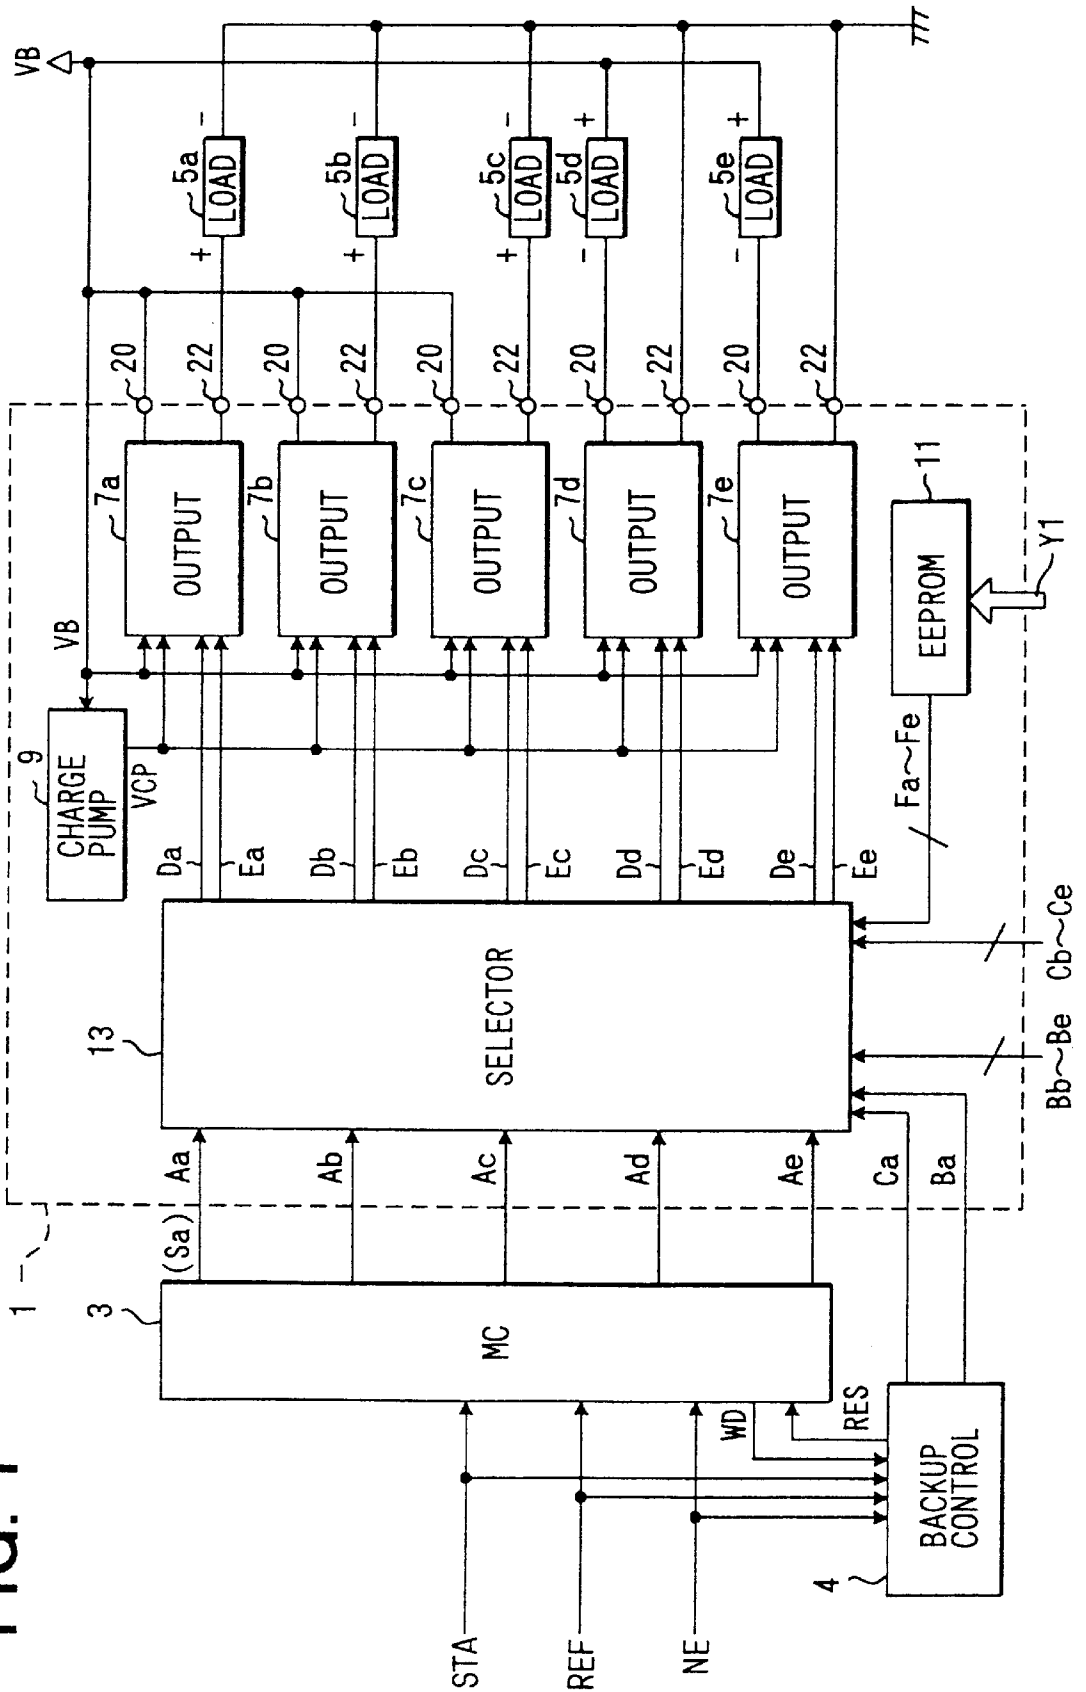 FIG. 1
1
3
MC
STA
REF
NE
WD
RES
4
BACKUP
CONTROL
(Sa)
Aa
Ab
Ac
Ad
Ae
Ca
Ba
13
SELECTOR
Bb~Be
Cb~Ce
9
CHARGE
PUMP
VCP
VB
Da
Ea
Db
Eb
Dc
Ec
Dd
Ed
De
Ee
Fa~Fe
11
EEPROM
Y1
7a
OUTPUT
7b
OUTPUT
7c
OUTPUT
7d
OUTPUT
7e
OUTPUT
20
22
20
22
20
22
20
22
20
22
VB
+
5a
LOAD
-
+
5b
LOAD
-
+
5c
LOAD
-
-
5d
LOAD
+
-
5e
LOAD
+